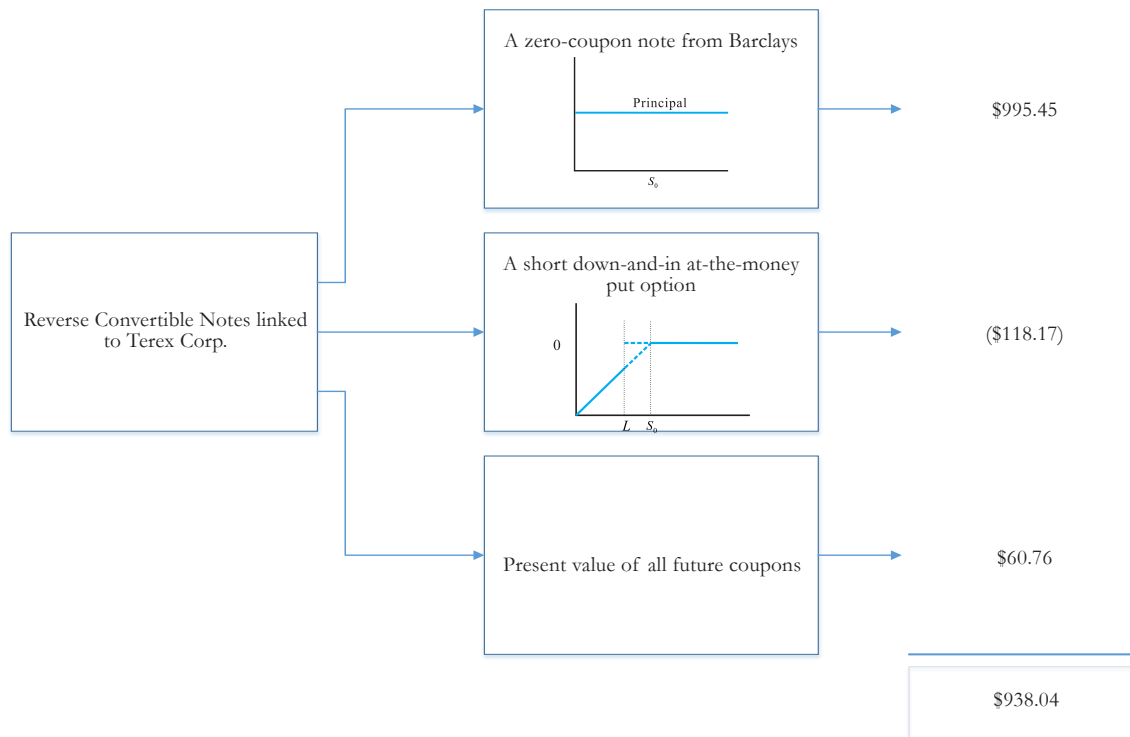 A zero-coupon note from Barclays
Principal
S₀
$995.45
Reverse Convertible Notes linked
to Terex Corp.
A short down-and-in at-the-money
put option
0
L S₀
($118.17)
Present value of all future coupons
$60.76
$938.04